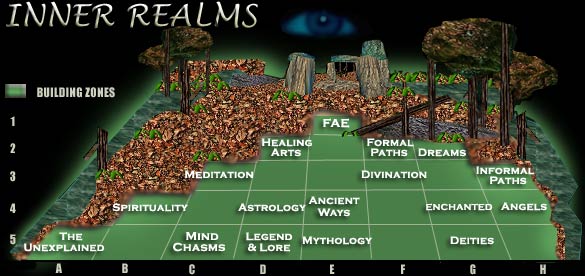 INNER REALMS
BUILDING ZONES
1
FAE
2
HEALING ARTS
FORMAL PATHS
DREAMS
3
MEDITATION
DIVINATION
INFORMAL PATHS
4
SPIRITUALITY
ASTROLOGY
ANCIENT WAYS
ENCHANTED
ANGELS
5
THE UNEXPLAINED
MIND CHASMS
LEGEND & LORE
MYTHOLOGY
DEITIES
A B C D E F G H